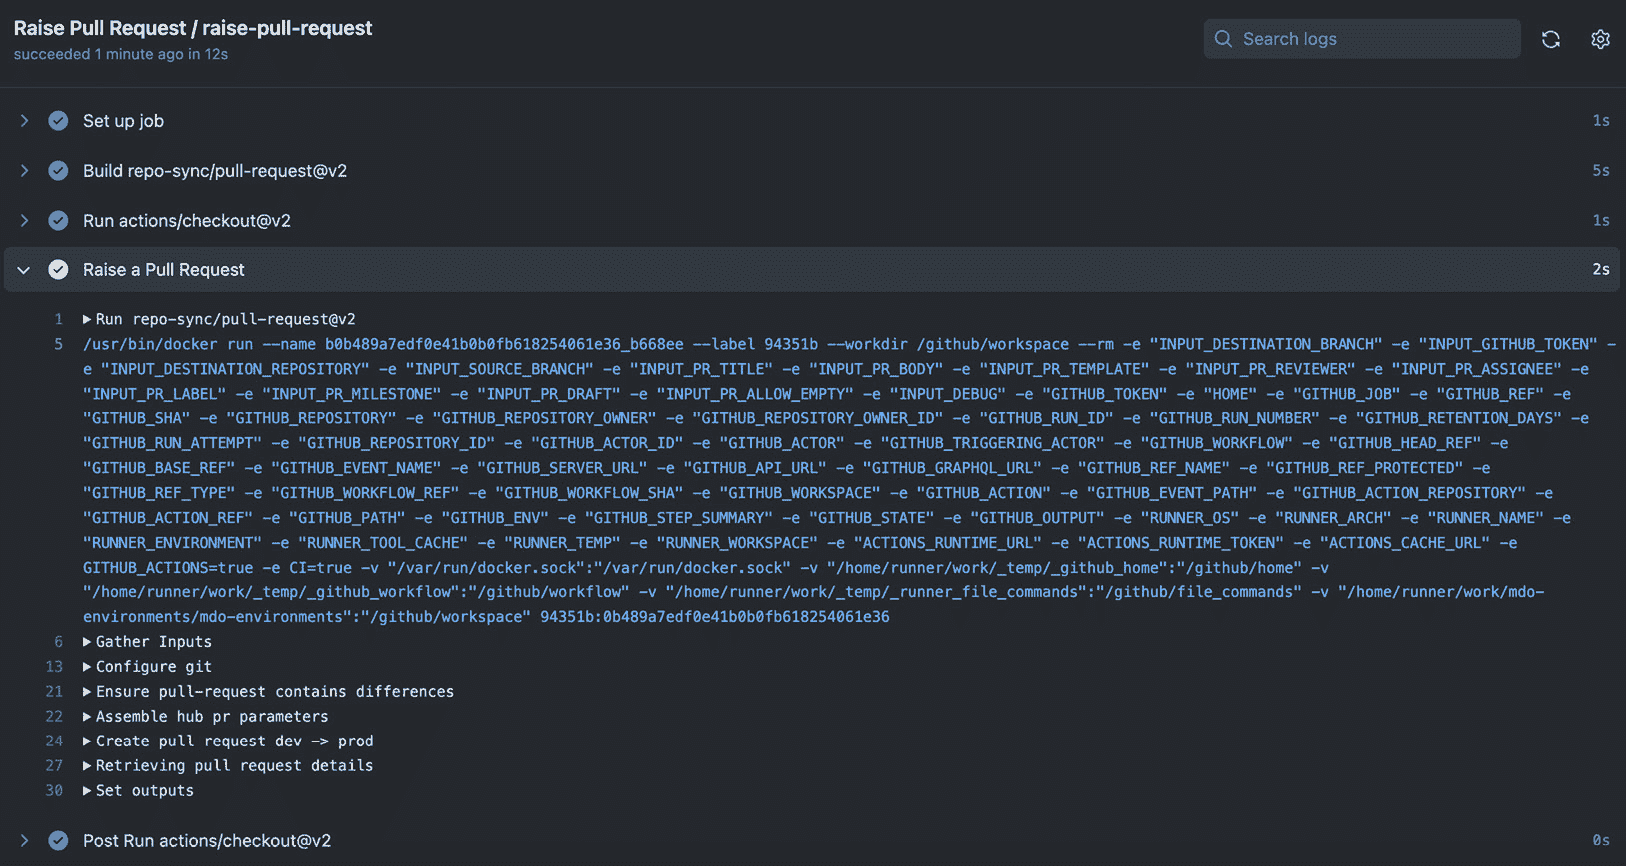 Raise Pull Request / raise-pull-request
succeeded 1 minute ago in 12s
Search logs
Set up job 1s
Build repo-sync/pull-request@v2 5s
Run actions/checkout@v2 1s
Raise a Pull Request 2s
1 ▶ Run repo-sync/pull-request@v2
5 /usr/bin/docker run --name b0b489a7edf0e41b0b0fb618254061e36_b668ee --label 94351b --workdir /github/workspace --rm -e "INPUT_DESTINATION_BRANCH" -e "INPUT_GITHUB_TOKEN" -
e "INPUT_DESTINATION_REPOSITORY" -e "INPUT_SOURCE_BRANCH" -e "INPUT_PR_TITLE" -e "INPUT_PR_BODY" -e "INPUT_PR_TEMPLATE" -e "INPUT_PR_REVIEWER" -e "INPUT_PR_ASSIGNEE" -e
"INPUT_PR_LABEL" -e "INPUT_PR_MILESTONE" -e "INPUT_PR_DRAFT" -e "INPUT_PR_ALLOW_EMPTY" -e "INPUT_DEBUG" -e "GITHUB_TOKEN" -e "HOME" -e "GITHUB_JOB" -e "GITHUB_REF" -e
"GITHUB_SHA" -e "GITHUB_REPOSITORY" -e "GITHUB_REPOSITORY_OWNER" -e "GITHUB_REPOSITORY_OWNER_ID" -e "GITHUB_RUN_ID" -e "GITHUB_RUN_NUMBER" -e "GITHUB_RETENTION_DAYS" -e
"GITHUB_RUN_ATTEMPT" -e "GITHUB_REPOSITORY_ID" -e "GITHUB_ACTOR_ID" -e "GITHUB_ACTOR" -e "GITHUB_TRIGGERING_ACTOR" -e "GITHUB_WORKFLOW" -e "GITHUB_HEAD_REF" -e
"GITHUB_BASE_REF" -e "GITHUB_EVENT_NAME" -e "GITHUB_SERVER_URL" -e "GITHUB_API_URL" -e "GITHUB_GRAPHQL_URL" -e "GITHUB_REF_NAME" -e "GITHUB_REF_PROTECTED" -e
"GITHUB_REF_TYPE" -e "GITHUB_WORKFLOW_REF" -e "GITHUB_WORKFLOW_SHA" -e "GITHUB_WORKSPACE" -e "GITHUB_ACTION" -e "GITHUB_EVENT_PATH" -e "GITHUB_ACTION_REPOSITORY" -e
"GITHUB_ACTION_REF" -e "GITHUB_PATH" -e "GITHUB_ENV" -e "GITHUB_STEP_SUMMARY" -e "GITHUB_STATE" -e "GITHUB_OUTPUT" -e "RUNNER_OS" -e "RUNNER_ARCH" -e "RUNNER_NAME" -e
"RUNNER_ENVIRONMENT" -e "RUNNER_TOOL_CACHE" -e "RUNNER_TEMP" -e "RUNNER_WORKSPACE" -e "ACTIONS_RUNTIME_URL" -e "ACTIONS_RUNTIME_TOKEN" -e "ACTIONS_CACHE_URL" -e
GITHUB_ACTIONS=true -e CI=true -v "/var/run/docker.sock":"/var/run/docker.sock" -v "/home/runner/work/_temp/_github_home":"/github/home" -v
"/home/runner/work/_temp/_github_workflow":"/github/workflow" -v "/home/runner/work/_temp/_runner_file_commands":"/github/file_commands" -v "/home/runner/work/mdo-
environments/mdo-environments":"/github/workspace" 94351b:0b489a7edf0e41b0b0fb618254061e36
6 ▶ Gather Inputs
13 ▶ Configure git
21 ▶ Ensure pull-request contains differences
22 ▶ Assemble hub pr parameters
24 ▶ Create pull request dev -> prod
27 ▶ Retrieving pull request details
30 ▶ Set outputs
Post Run actions/checkout@v2 0s